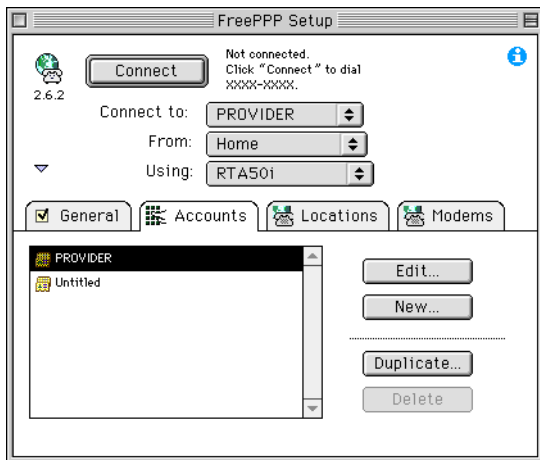 FreePPP Setup
Not connected.
Click “Connect” to dial
XXXX-XXXX.
Connect
2.6.2
Connect to: PROVIDER
From: Home
Using: RTA50i
General Accounts Locations Modems
PROVIDER
Untitled
Edit...
New...
Duplicate...
Delete